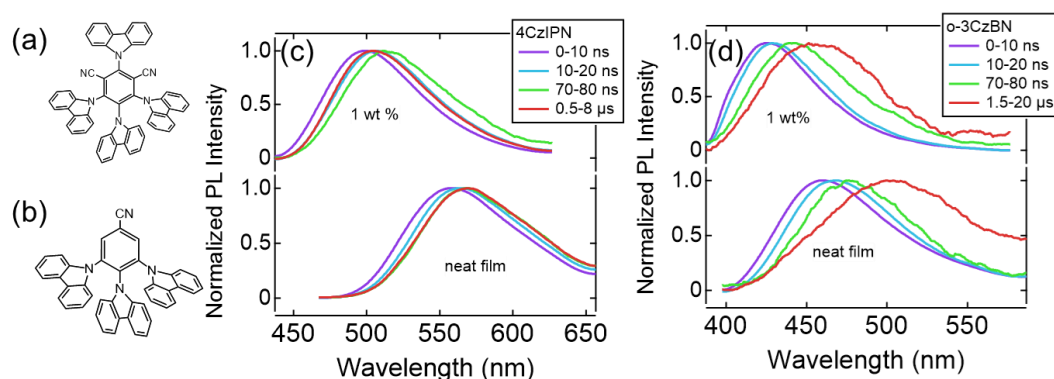 (a)
N
NC
CN
N
N
N
(b)
CN
N
N
N
(c)
4CzIPN
0-10 ns
10-20 ns
70-80 ns
0.5-8 µs
1 wt %
neat film
Normalized PL Intensity
1.0
0.5
0
1.0
0.5
0
450 500 550 600 650
Wavelength (nm)
(d)
o-3CzBN
0-10 ns
10-20 ns
70-80 ns
1.5-20 µs
1 wt%
neat film
Normalized PL Intensity
1.0
0.5
0
1.0
0.5
0
400 450 500 550
Wavelength (nm)